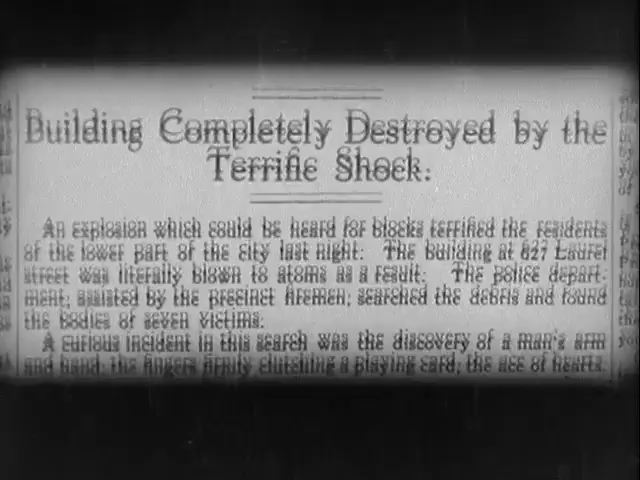 Building Completely Destroyed by the
Terrific Shock.
An explosion which could be heard for blocks terrified the residents
of the lower part of the city last night. The building at 627 Laurel
street was literally blown to atoms as a result. The police depart-
ment, assisted by the precinct firemen, searched the debris and found
the bodies of seven victims.
A curious incident in this search was the discovery of a man's arm
and hand, the fingers firmly clutching a playing card, the ace of hearts.